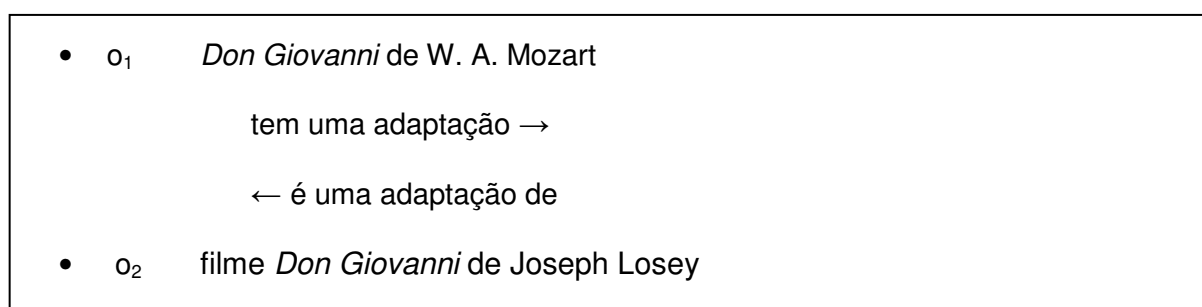 • o₁ Don Giovanni de W. A. Mozart
tem uma adaptação →
← é uma adaptação de
• o₂ filme Don Giovanni de Joseph Losey